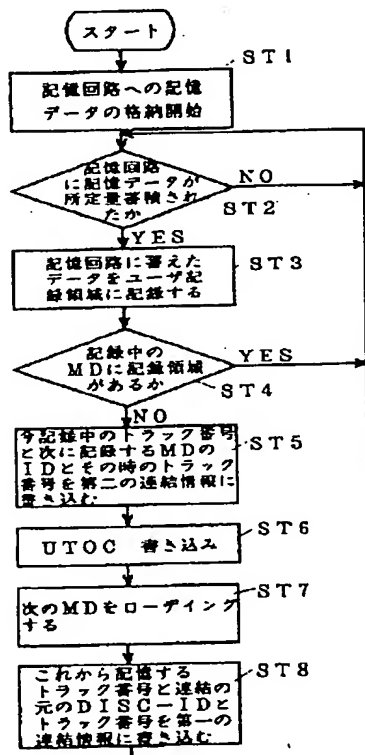 スタート
ST1
記憶回路への記憶
データの格納開始
記憶回路
に記憶データが
所定量蓄積され
たか
NO
ST2
YES
ST3
記憶回路に蓄えた
データをユーザ記
録領域に記録する
記録中の
MDに記録領域
があるか
YES
ST4
NO
今記録中のトラック番号
と次に記録するMDの
IDとその時のトラック
番号を第二の連結情報に
書き込む
ST5
ST6
UTOC 書き込み
ST7
次のMDをローディング
する
ST8
これから記憶する
トラック番号と連結の
元のDISC-IDと
トラック番号を第一の
連結情報に書き込む